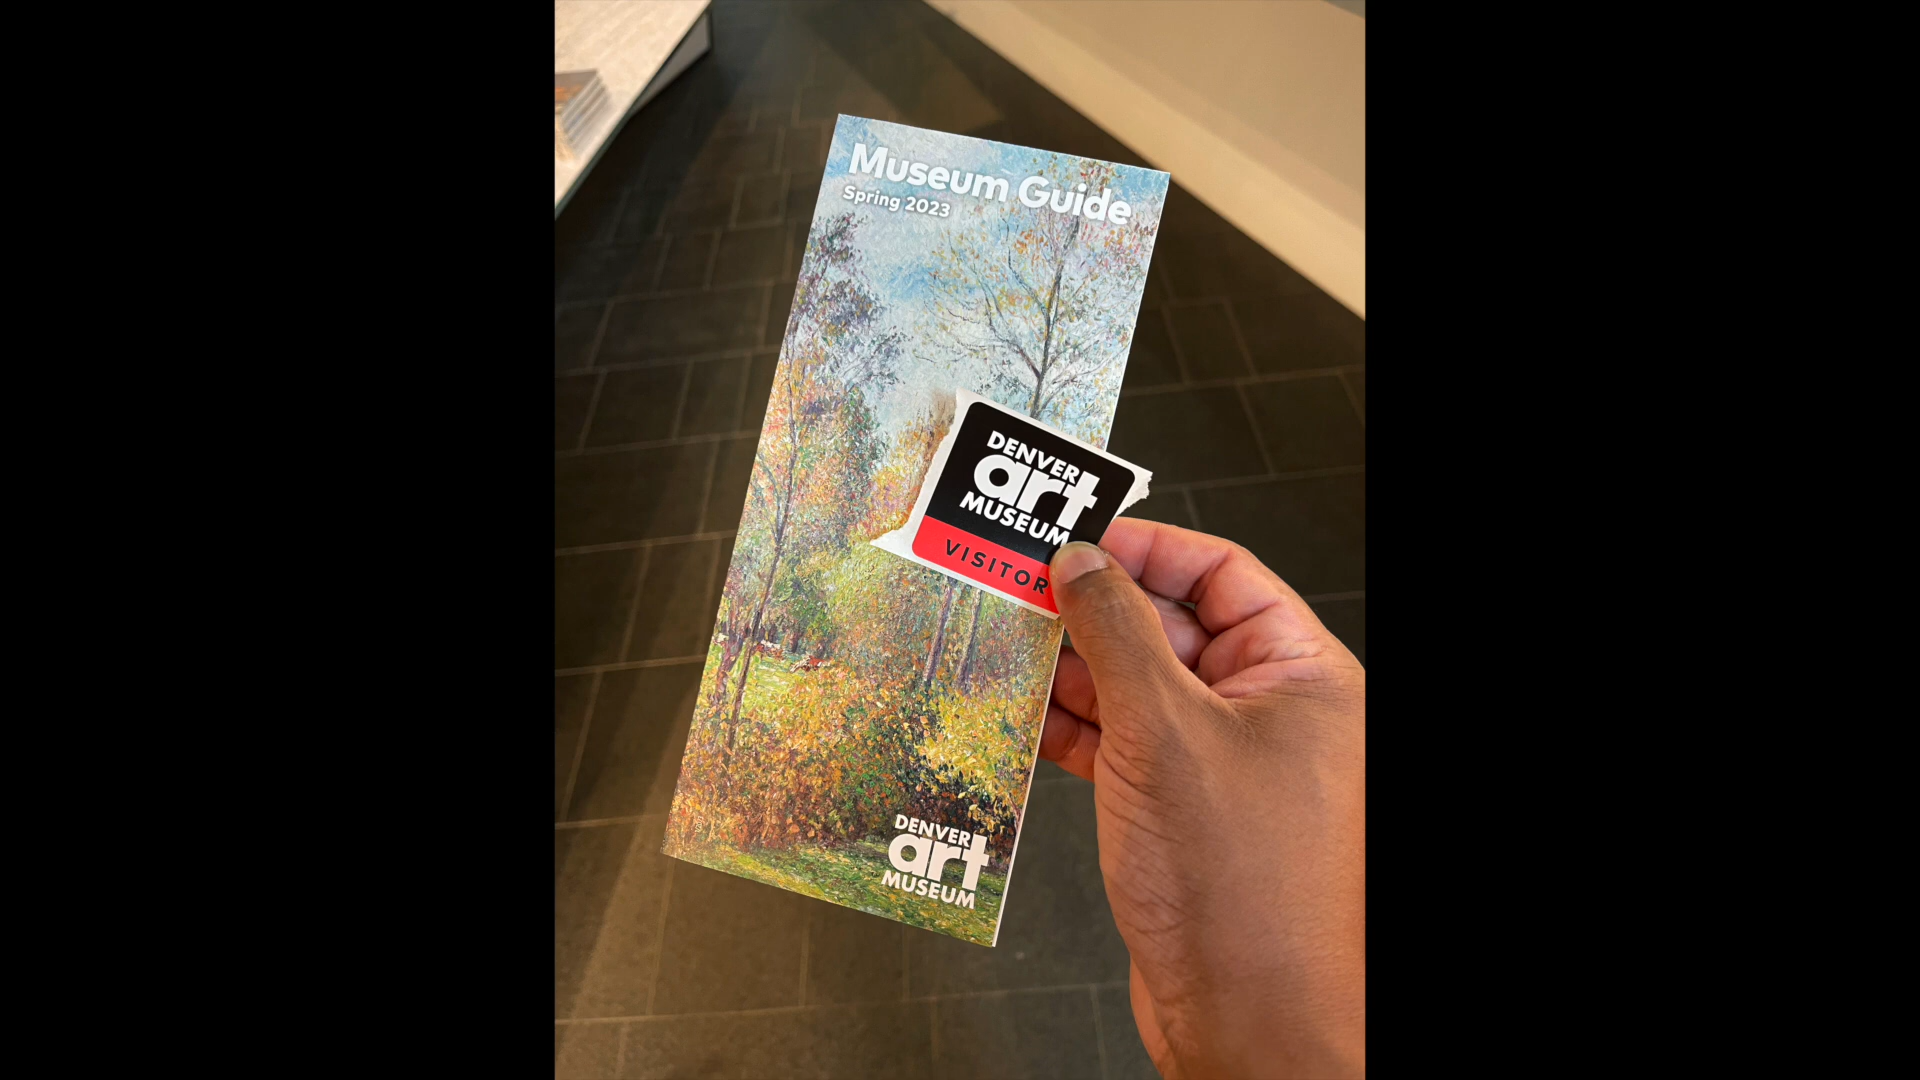 Museum Guide
Spring 2023
DENVER
art
MUSEUM
VISITOR
DENVER
art
MUSEUM